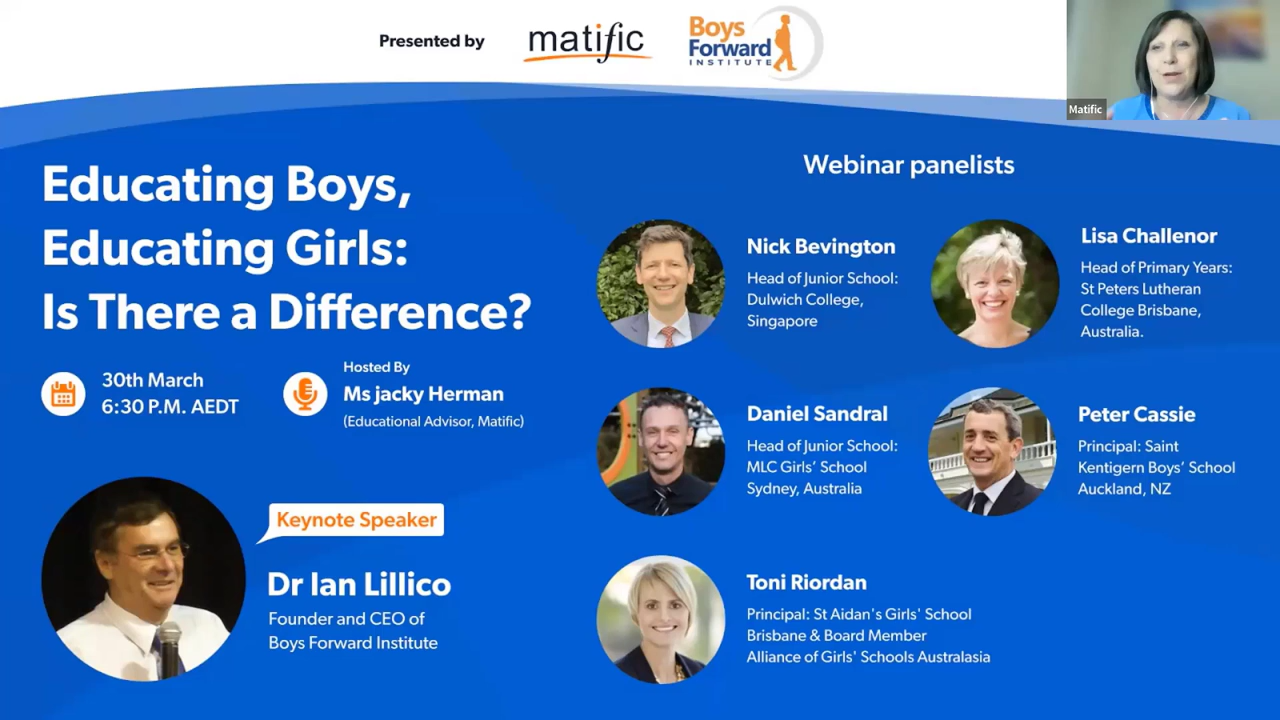 Presented by
matific
Boys
Forward
INSTITUTE
Matific
Educating Boys,
Educating Girls:
Is There a Difference?
30th March
6:30 P.M. AEDT
Hosted By
Ms jacky Herman
(Educational Advisor, Matific)
Keynote Speaker
Dr Ian Lillico
Founder and CEO of
Boys Forward Institute
Webinar panelists
Nick Bevington
Head of Junior School:
Dulwich College,
Singapore
Lisa Challenor
Head of Primary Years:
St Peters Lutheran
College Brisbane,
Australia.
Daniel Sandral
Head of Junior School:
MLC Girls’ School
Sydney, Australia
Peter Cassie
Principal: Saint
Kentigern Boys’ School
Auckland, NZ
Toni Riordan
Principal: St Aidan's Girls' School
Brisbane & Board Member
Alliance of Girls' Schools Australasia